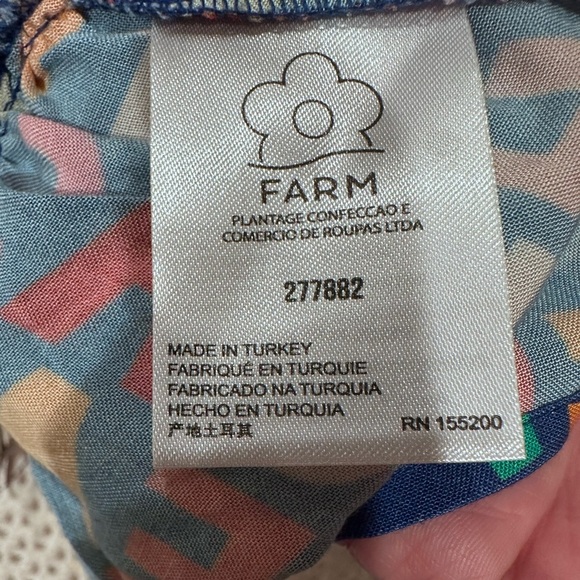 FARM
PLANTAGE CONFECCAO E
COMERCIO DE ROUPAS LTDA
277882
MADE IN TURKEY
FABRIQUÉ EN TURQUIE
FABRICADO NA TURQUIA
HECHO EN TURQUIA
产地土耳其
RN 155200